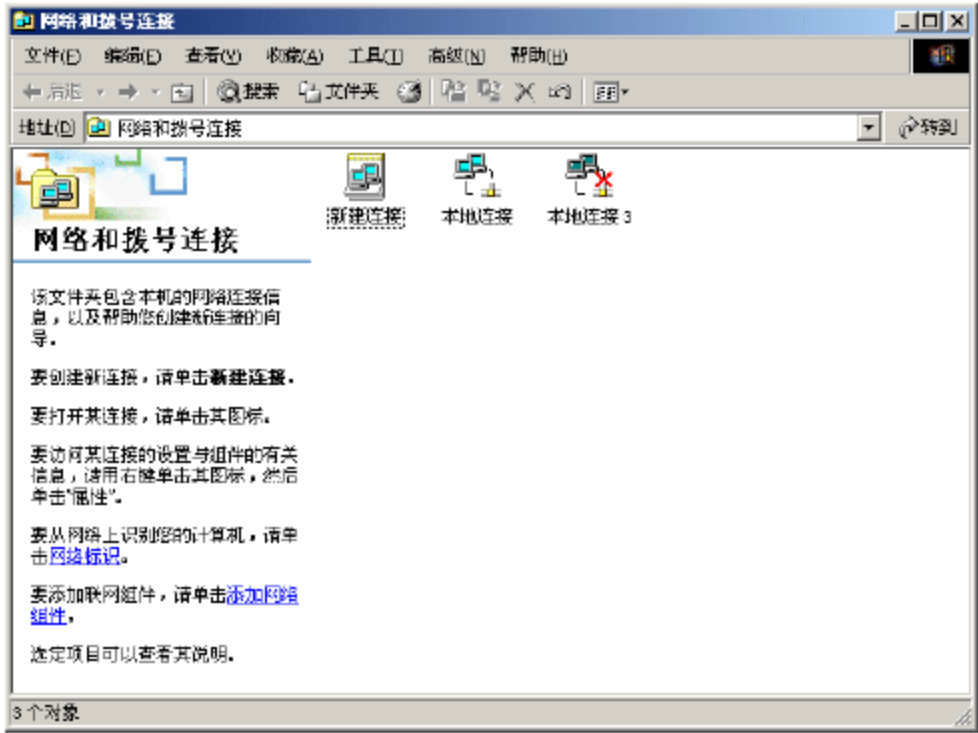 网络和拨号连接
文件(F) 编辑(E) 查看(V) 收藏(A) 工具(T) 高级(N) 帮助(H)
后退 搜索 文件夹
地址(D) 网络和拨号连接 转到
新建连接 本地连接 本地连接 3
网络和拨号连接
该文件夹包含本机的网络连接信
息，以及帮助您创建新连接的向
导。
要创建新连接，请单击新建连接。
要打开某连接，请单击其图标。
要访问某连接的设置与组件的有关
信息，请用右键单击其图标，然后
单击“属性”。
要从网络上识别您的计算机，请单
击网络标识。
要添加联网组件，请单击添加网络
组件。
选定项目可以查看其说明。
3 个对象